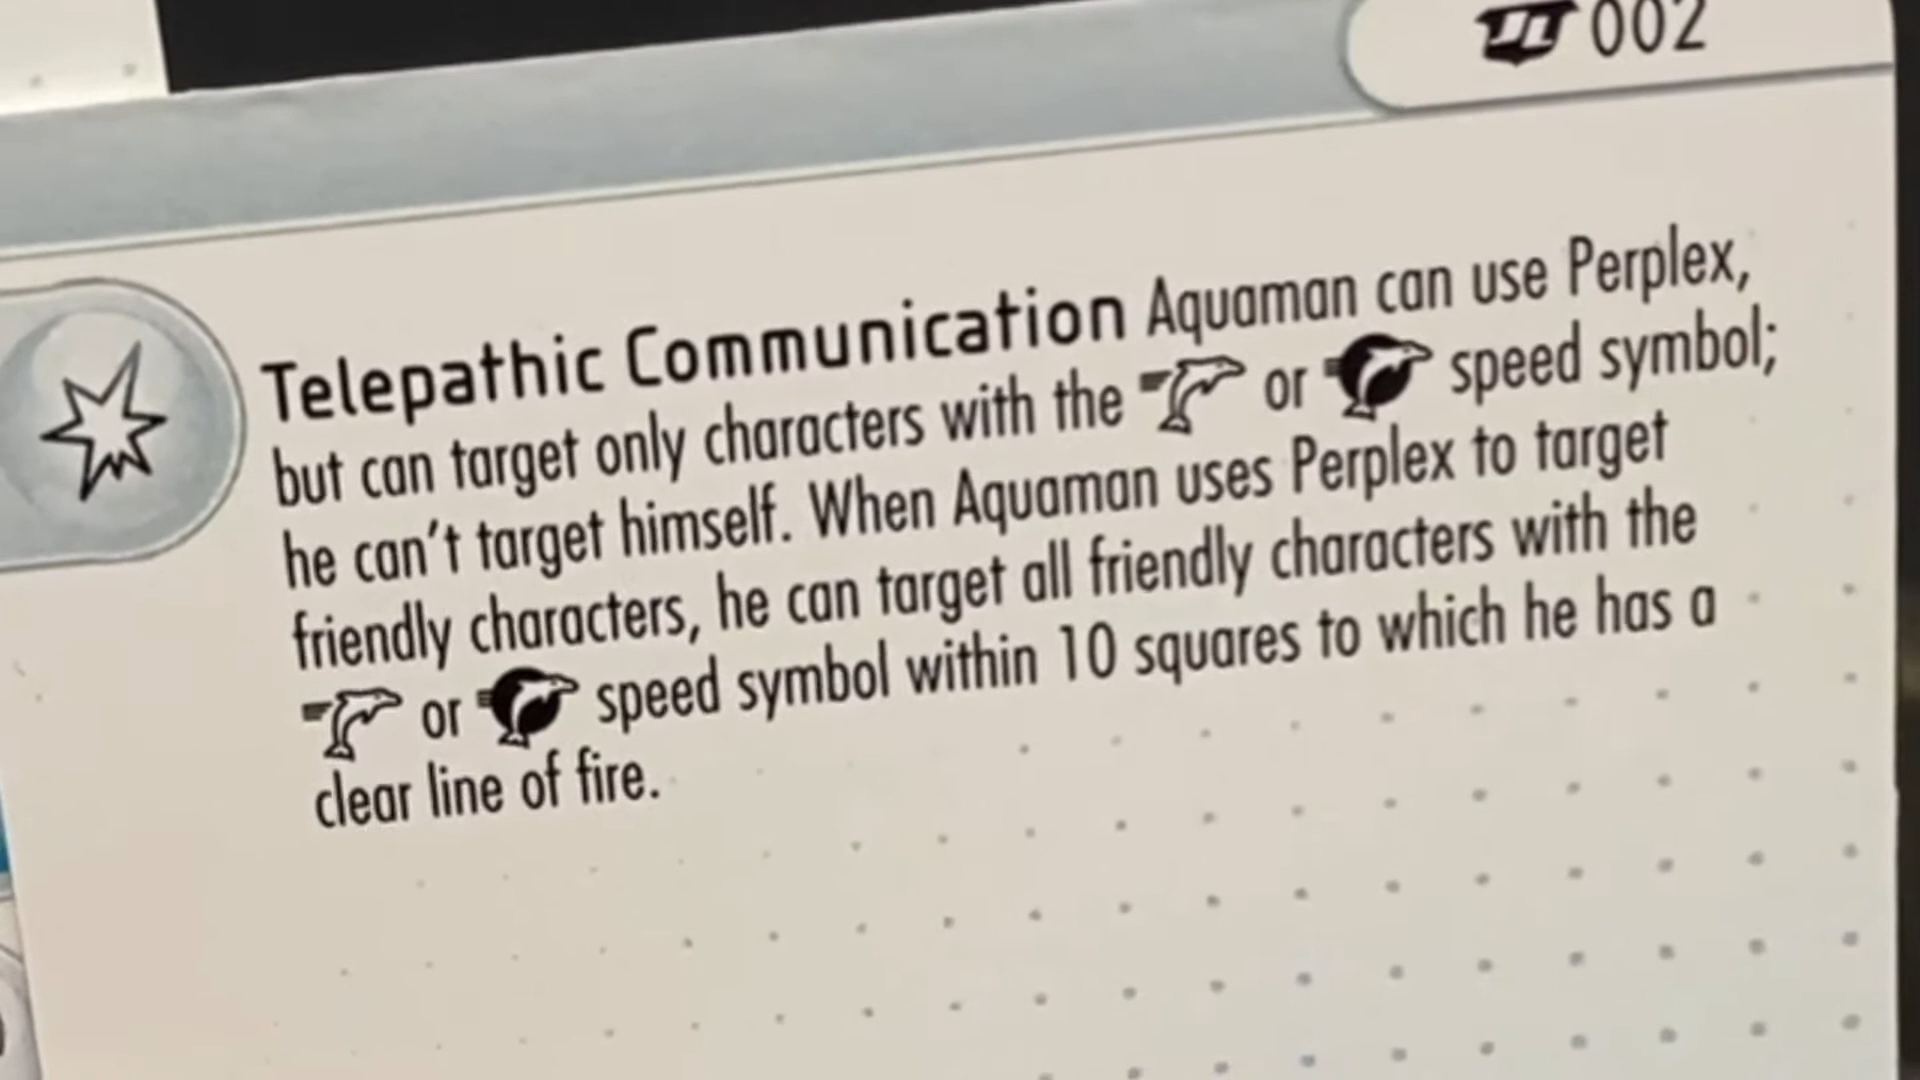 002
Telepathic Communication Aquaman can use Perplex,
but can target only characters with the or speed symbol;
he can't target himself. When Aquaman uses Perplex to target
friendly characters, he can target all friendly characters with the
or speed symbol within 10 squares to which he has a
clear line of fire.